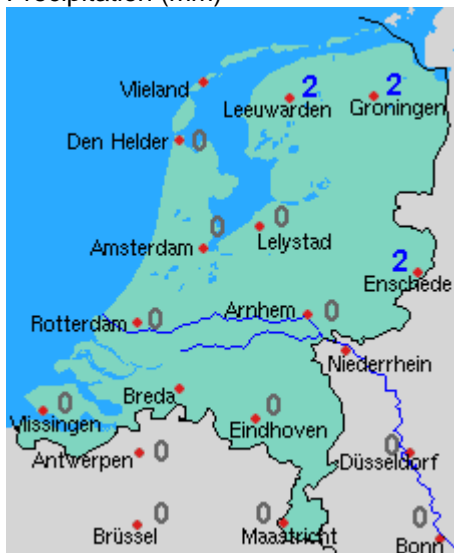 Precipitation (mm)
Vlieland
2
Leeuwarden
2
Groningen
Den Helder 0
0
Amsterdam
0
Lelystad
2
Enschede
Rotterdam 0
Arnhem 0
Niederrhein
Breda
0
Vlissingen
0
Eindhoven
Antwerpen 0
0
Düsseldorf
Brüssel 0
0
Maastricht
0
Bonn